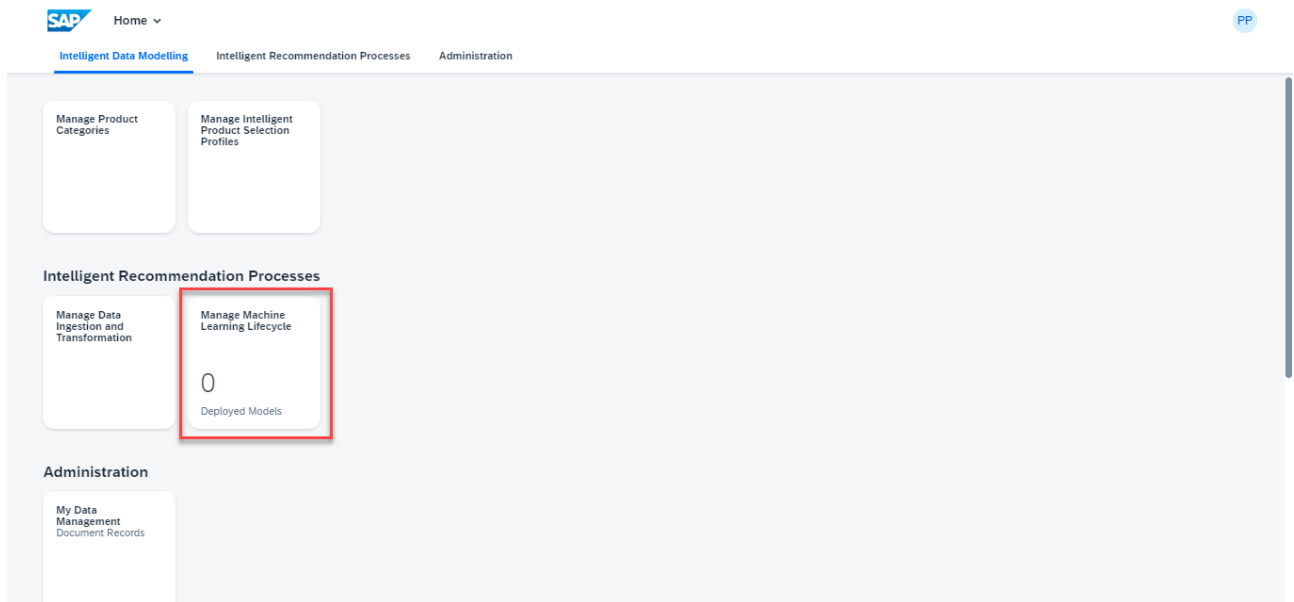 SAP
Home
PP
Intelligent Data Modelling
Intelligent Recommendation Processes
Administration
Manage Product
Categories
Manage Intelligent
Product Selection
Profiles
Intelligent Recommendation Processes
Manage Data
Ingestion and
Transformation
Manage Machine
Learning Lifecycle
0
Deployed Models
Administration
My Data
Management
Document Records